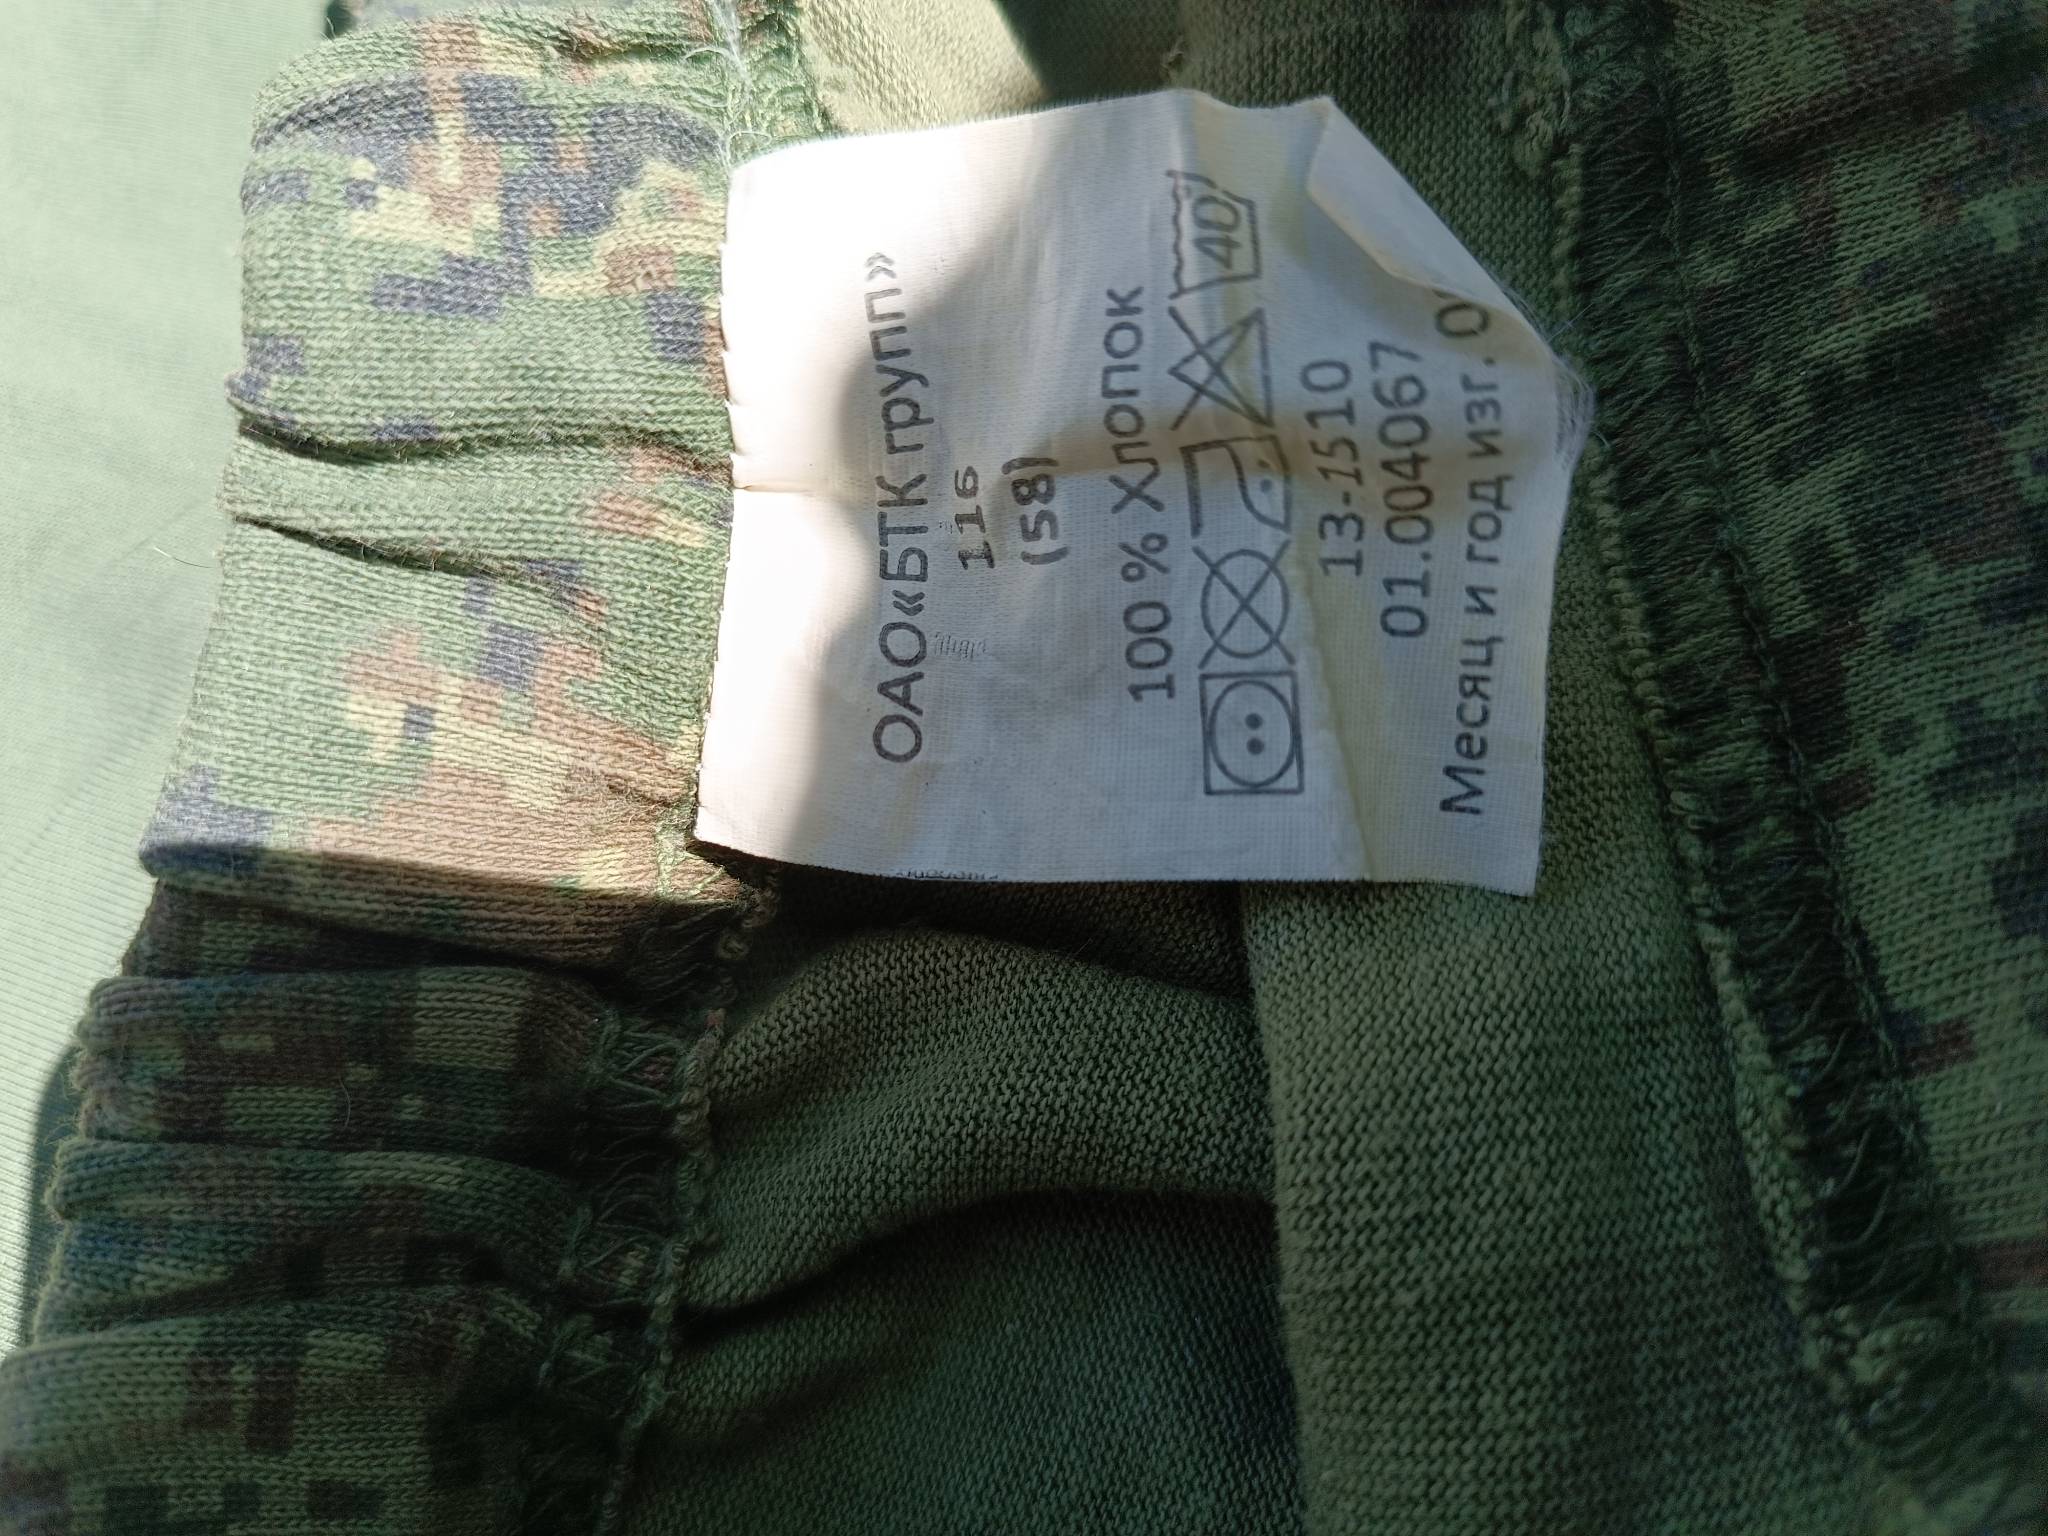 ОАО«БТК групп»
116
(58)
100 % ХЛОПОК
40
13-1510
01.004067
Месяц и год изг.